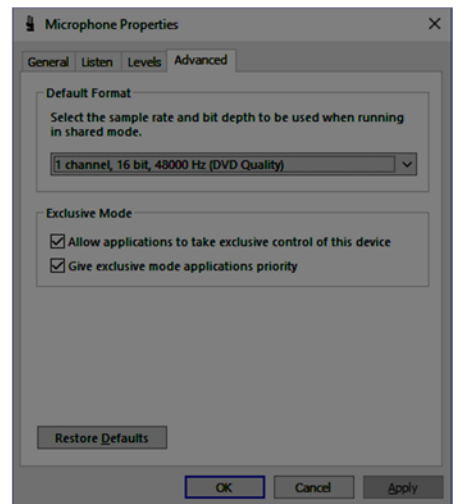 Microphone Properties
General Listen Levels Advanced
Default Format
Select the sample rate and bit depth to be used when running
in shared mode.
1 channel, 16 bit, 48000 Hz (DVD Quality)
Exclusive Mode
Allow applications to take exclusive control of this device
Give exclusive mode applications priority
Restore Defaults
OK Cancel Apply